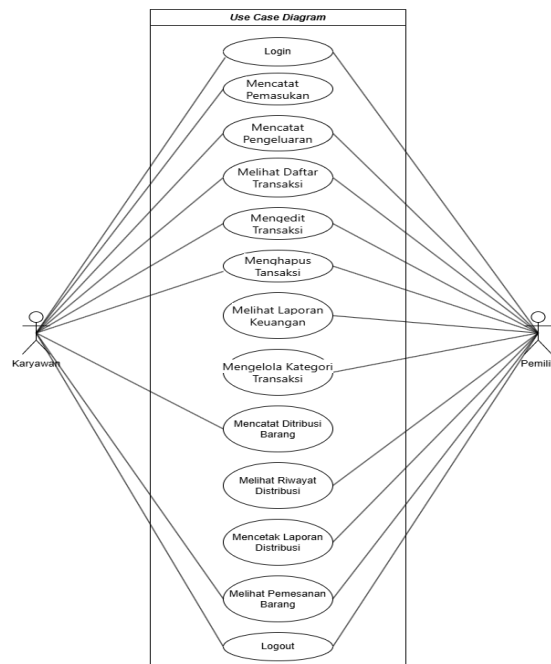 Use Case Diagram
Login
Mencatat
Pemasukan
Mencatat
Pengeluaran
Melihat Daftar
Transaksi
Mengedit
Transaksi
Menghapus
Tansaksi
Melihat Laporan
Keuangan
Karyawan
Pemili
Mengelola Kategori
Transaksi
Mencatat Ditribusi
Barang
Melihat Riwayat
Distribusi
Mencetak Laporan
Distribusi
Melihat Pemesanan
Barang
Logout